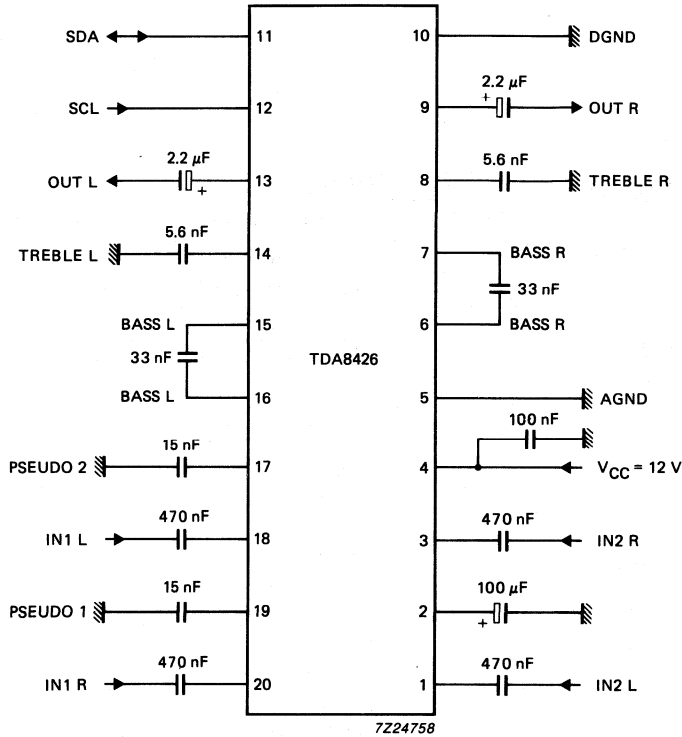 SDA 11 10 DGND
2.2 µF
+
SCL 12 9 OUT R
2.2 µF 5.6 nF
OUT L 13 8 TREBLE R
+
5.6 nF
TREBLE L 14 7 BASS R
33 nF
BASS L 15 6 BASS R
33 nF TDA8426
BASS L 16 5 AGND
100 nF
15 nF
PSEUDO 2 17 4 VCC = 12 V
470 nF 470 nF
IN1 L 18 3 IN2 R
15 nF 100 µF
PSEUDO 1 19 2
+
470 nF 470 nF
IN1 R 20 1 IN2 L
7Z24758